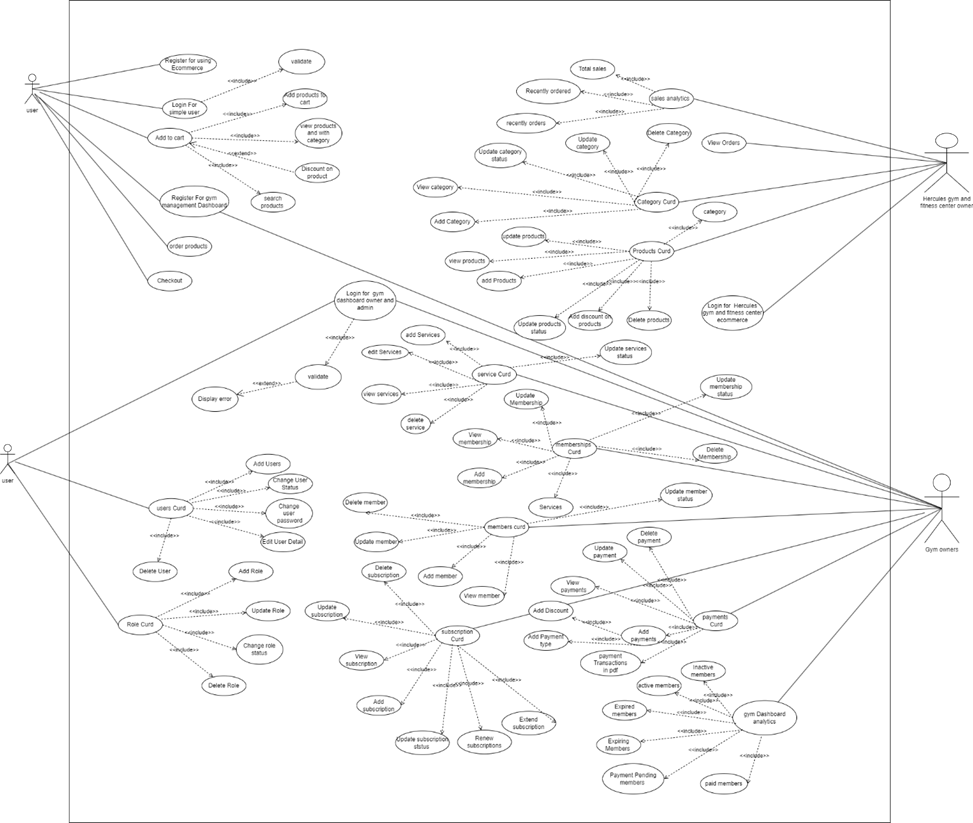 Register for using
Ecommerce
validate
<<include>>
user
Login For
simple user
Add products to
cart
<<include>>
Add to cart
<<include>>
view products
and with
category
<<extend>>
<<include>>
Discount on
product
search
products
Register For gym
management Dashboard
order products
Checkout
Total sales
<<include>>
Recently ordered
<<include>>
sales analytics
<<include>>
recently orders
Update
category
Delete Category
View Orders
Update category
status
<<include>>
<<include>>
<<include>>
View category
<<include>>
Category Curd
Add Category
<<include>>
category
<<include>>
update products
<<include>>
Products Curd
view products
<<include>>
add Products
<<include>>
<<include>>
<<include>>
<<include>>
Update products
status
Add discount on
products
Delete products
Login for Hercules
gym and fitness center
ecommerce
Hercules gym and
fitness center owner
Login for gym
dashboard owner and
admin
<<include>>
validate
<<extend>>
Display error
add Services
<<include>>
edit Services
<<include>>
Update services
status
<<include>>
service Curd
view services
<<include>>
<<include>>
delete
service
Update
Membership
Update
membership
status
<<include>>
View
membership
<<include>>
<<include>>
memberships
Curd
<<include>>
Delete
Membership
Add
membership
<<include>>
<<include>>
Services
user
Add Users
<<include>>
Change User
Status
<<include>>
users Curd
<<include>>
Change
user
password
<<include>>
Edit User Detail
<<include>>
Delete User
Add Role
<<include>>
Role Curd
<<include>>
Update Role
<<include>>
Change role
status
<<include>>
Delete Role
Delete member
<<include>>
Update member
status
<<include>>
members curd
Update member
<<include>>
<<include>>
<<include>>
Add member
View member
Gym owners
Delete
subscription
<<include>>
Update
subscription
<<include>>
subscription
Curd
View
subscription
<<include>>
<<include>>
Add
subscription
<<include>>
<<include>>
<<include>>
Update subscription
status
Renew
subscriptions
Extend
subscription
Delete
payment
Update
payment
<<include>>
<<include>>
View
payments
<<include>>
payments
Curd
Add Discount
<<include>>
Add
payments
<<include>>
Add Payment
type
<<include>>
<<include>>
payment
Transactions
in pdf
Inactive
members
<<include>>
active members
<<include>>
Expired
members
<<include>>
gym Dashboard
analytics
Expiring
Members
<<include>>
<<include>>
<<include>>
Payment Pending
members
paid members